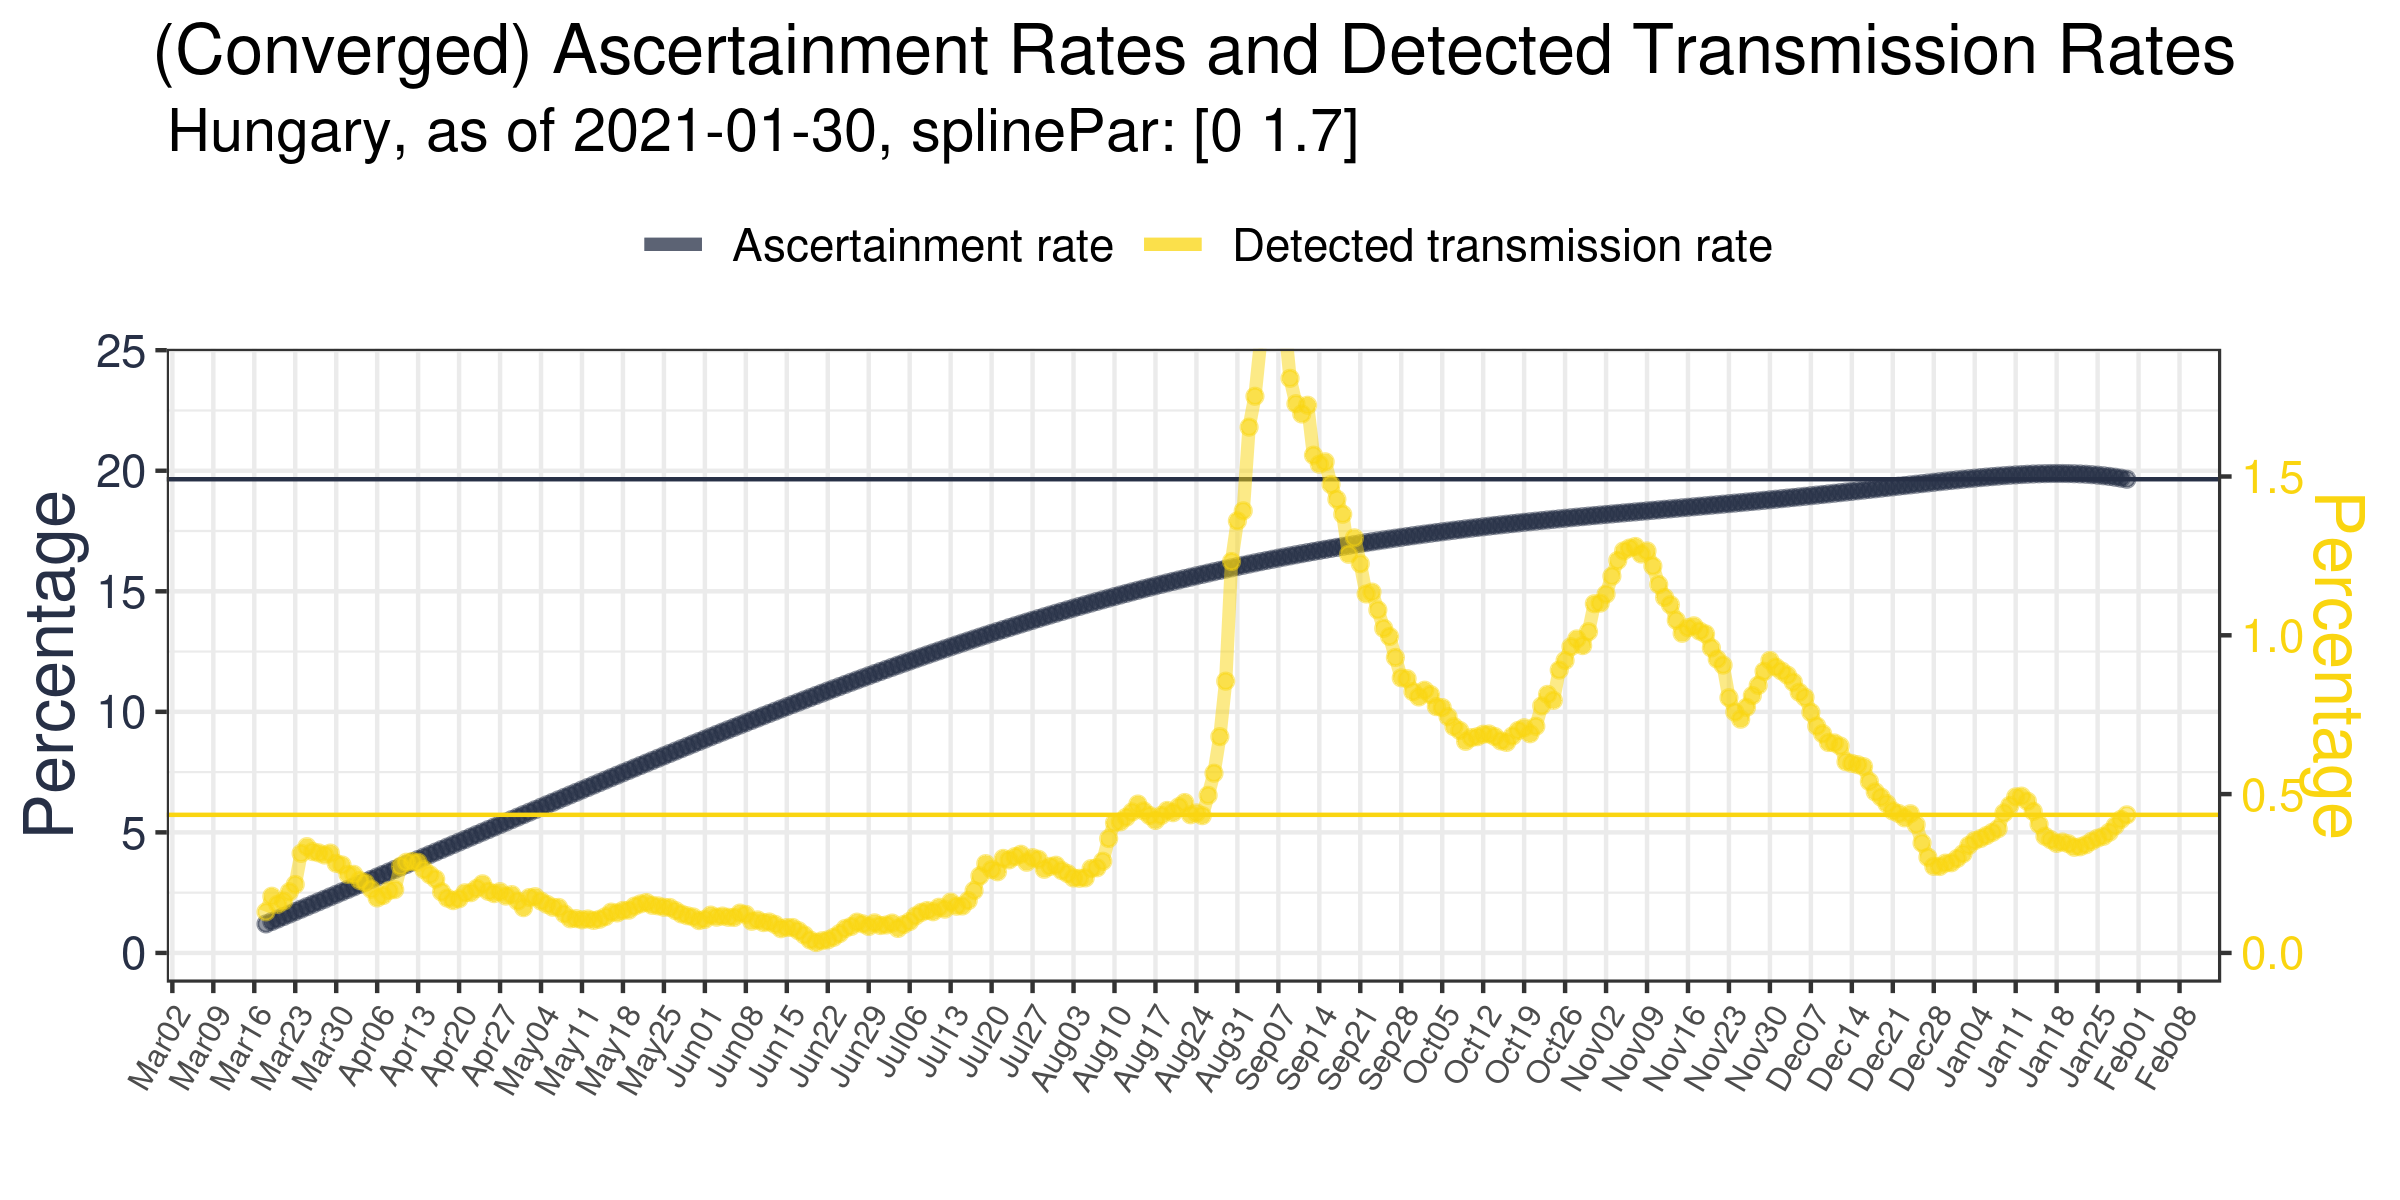 (Converged) Ascertainment Rates and Detected Transmission Rates
Hungary, as of 2021-01-30, splinePar: [0 1.7]
Ascertainment rate
Detected transmission rate
Percentage
25
20
15
10
5
0
1.5
1.0
0.5
0.0
Percentage
Mar02
Mar09
Mar16
Mar23
Mar30
Apr06
Apr13
Apr20
Apr27
May04
May11
May18
May25
Jun01
Jun08
Jun15
Jun22
Jun29
Jul06
Jul13
Jul20
Jul27
Aug03
Aug10
Aug17
Aug24
Aug31
Sep07
Sep14
Sep21
Sep28
Oct05
Oct12
Oct19
Oct26
Nov02
Nov09
Nov16
Nov23
Nov30
Dec07
Dec14
Dec21
Dec28
Jan04
Jan11
Jan18
Jan25
Feb01
Feb08